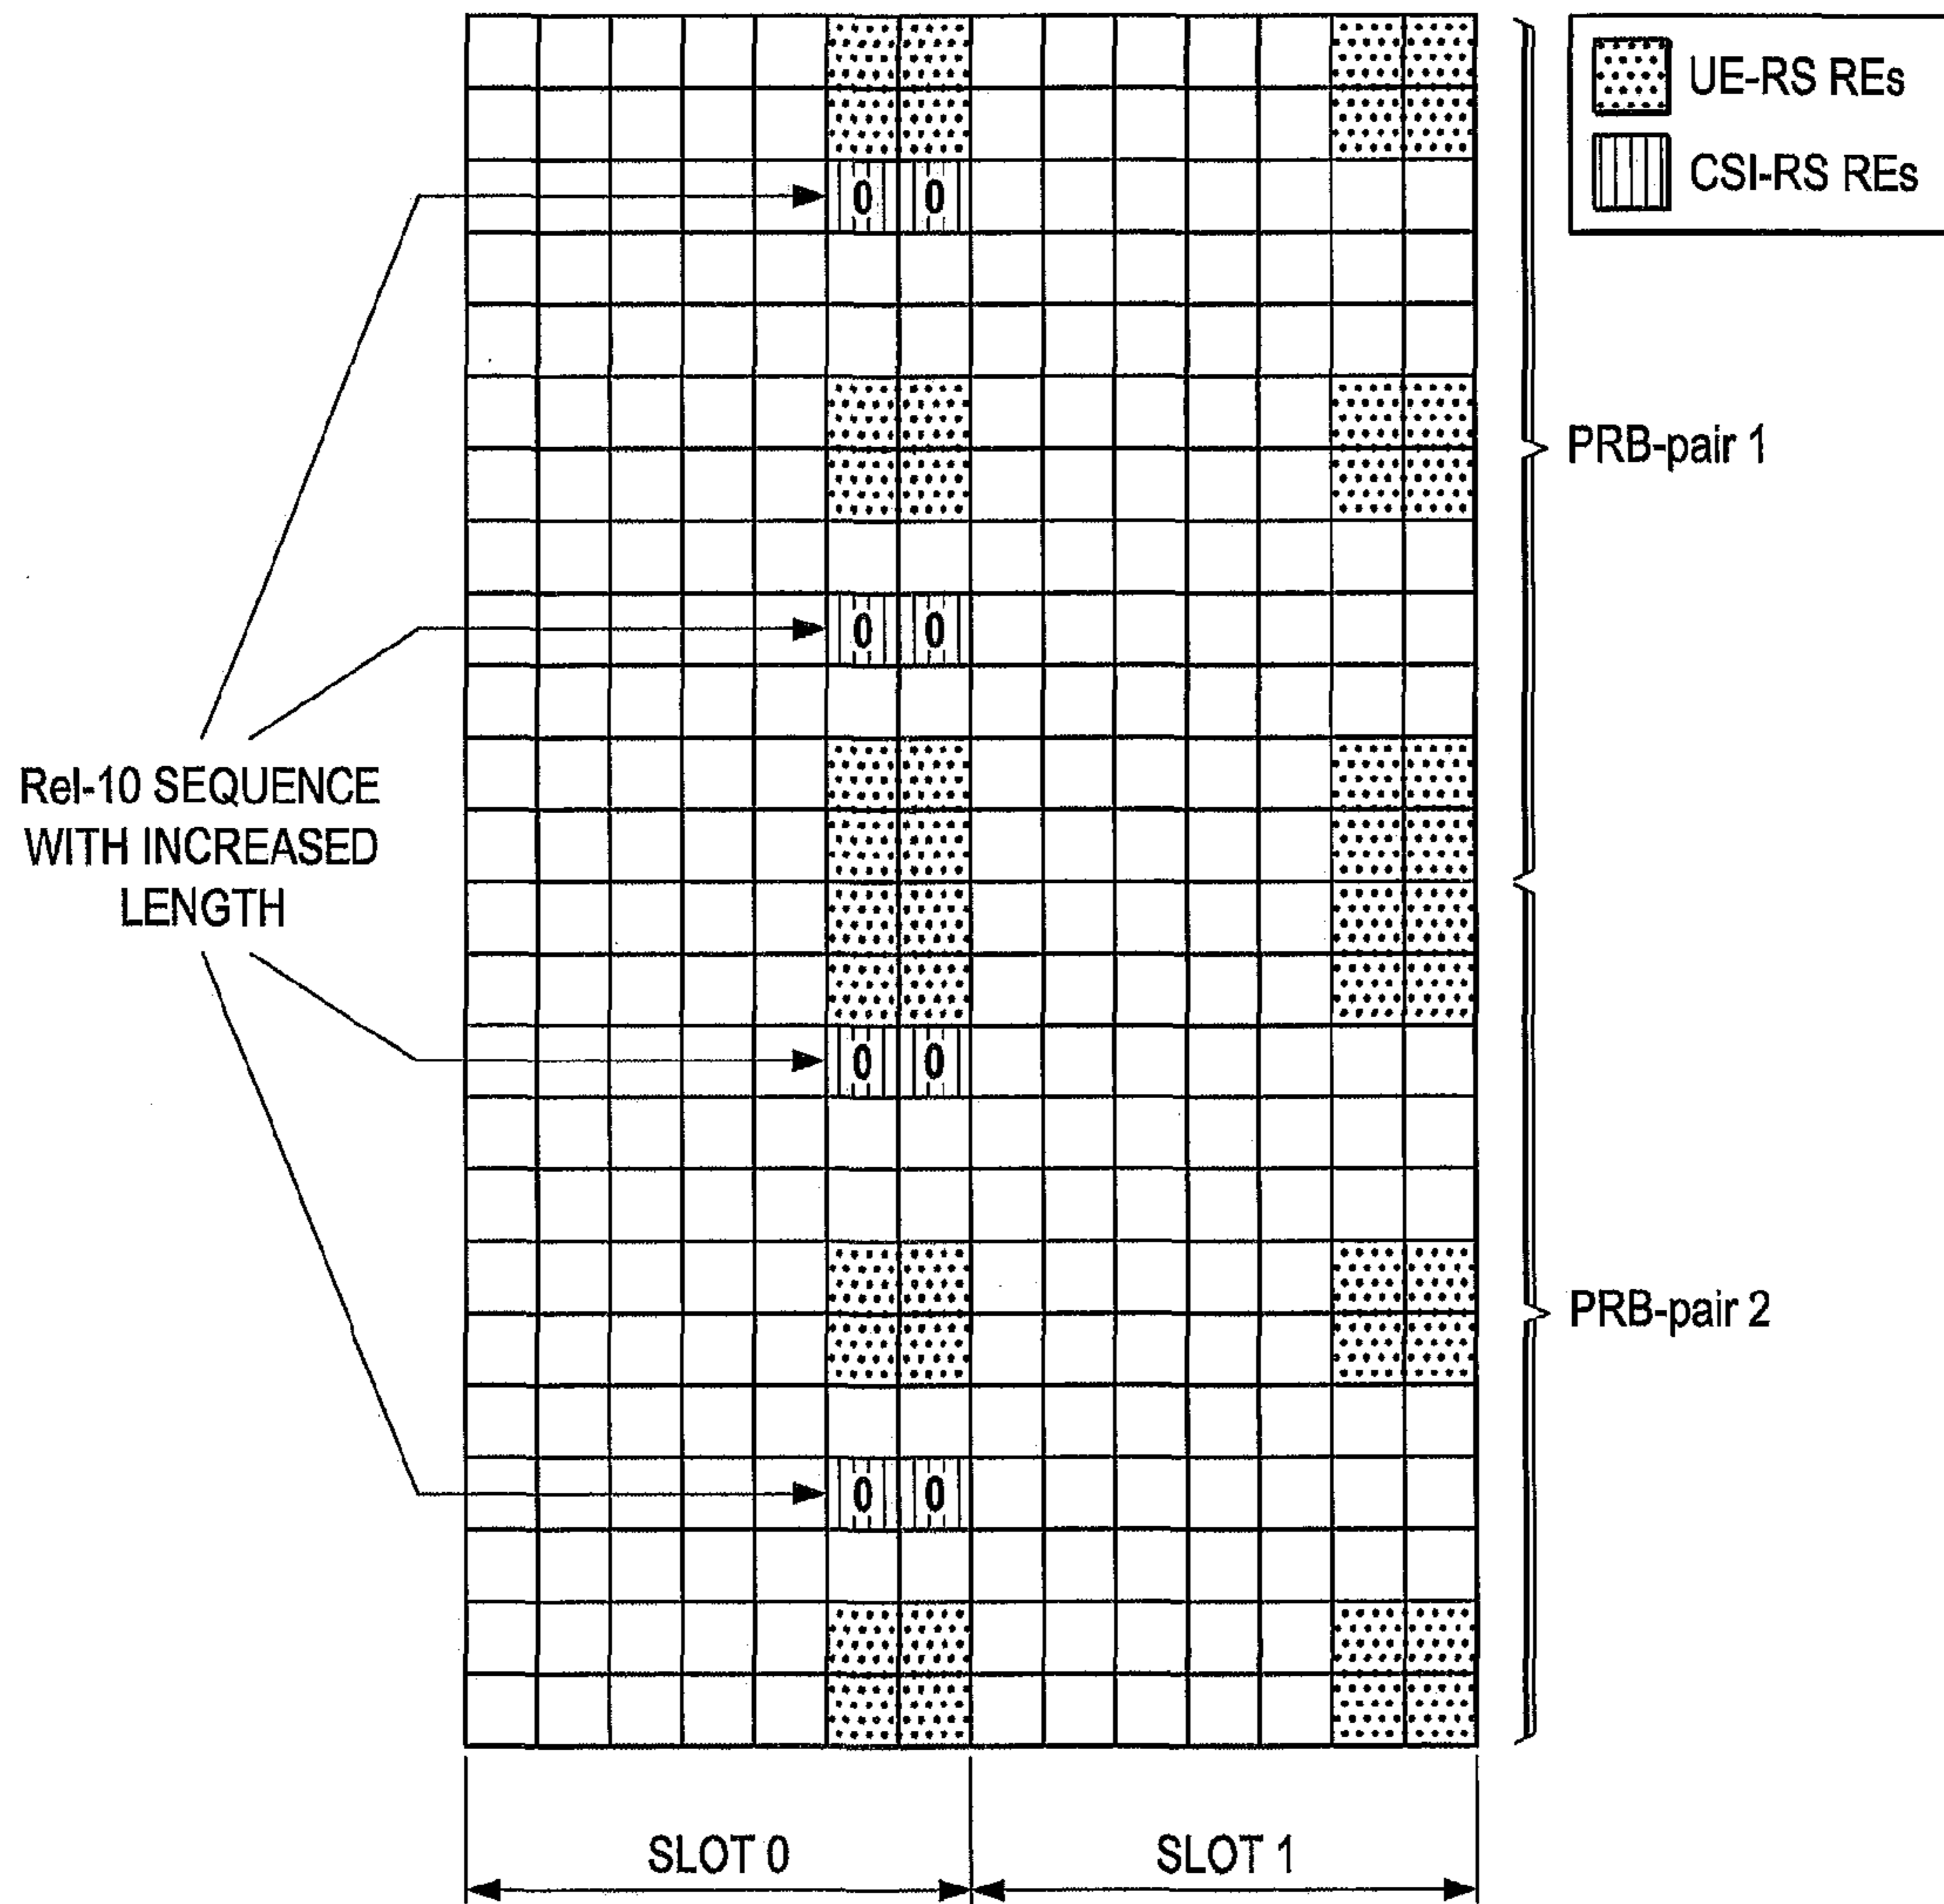 UE-RS REs
CSI-RS REs
0 0
PRB-pair 1
0 0
Rel-10 SEQUENCE
WITH INCREASED
LENGTH
0 0
PRB-pair 2
0 0
SLOT 0
SLOT 1